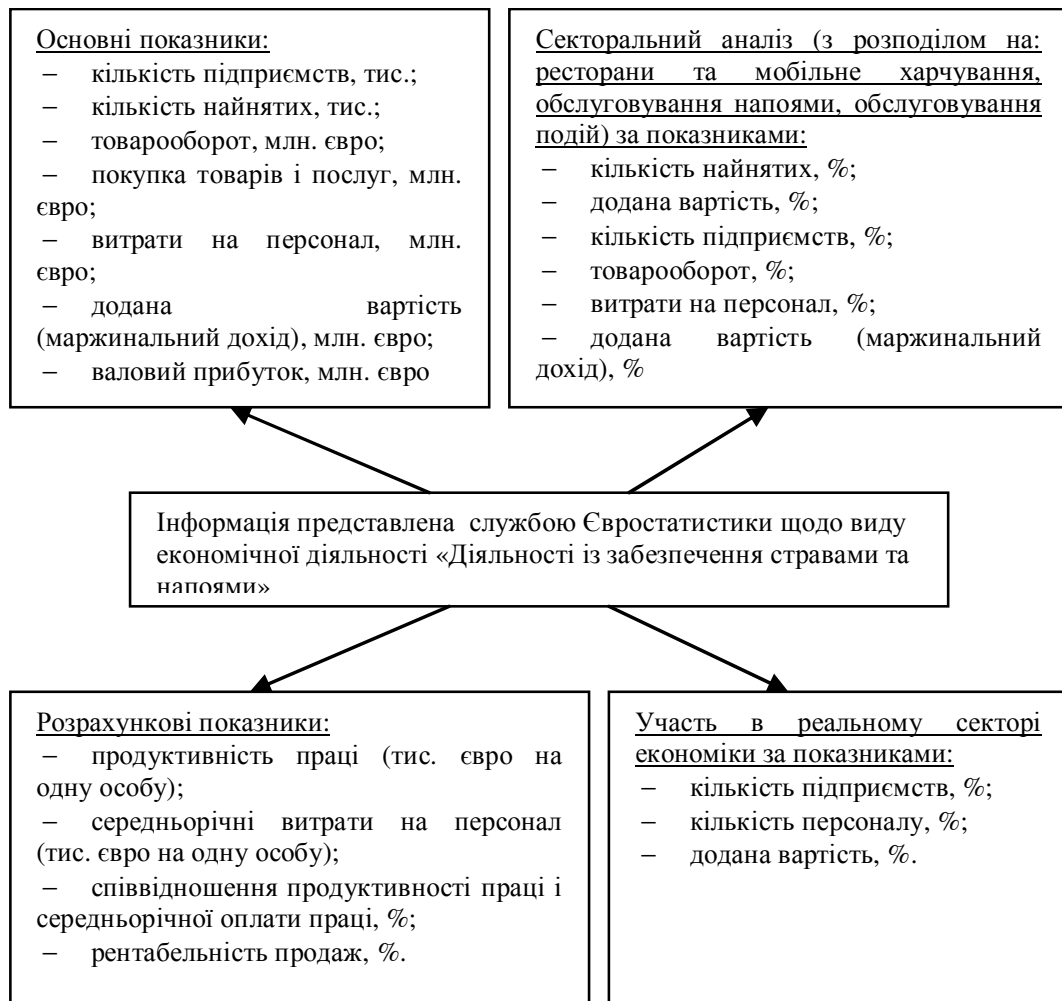 Основні показники:
– кількість підприємств, тис.;
– кількість найнятих, тис.;
– товарооборот, млн. євро;
– покупка товарів і послуг, млн.
євро;
– витрати на персонал, млн.
євро;
– додана вартість
(маржинальний дохід), млн. євро;
– валовий прибуток, млн. євро
Секторальний аналіз (з розподілом на:
ресторани та мобільне харчування,
обслуговування напоями, обслуговування
подій) за показниками:
– кількість найнятих, %;
– додана вартість, %;
– кількість підприємств, %;
– товарооборот, %;
– витрати на персонал, %;
– додана вартість (маржинальний
дохід), %
Інформація представлена службою Євростатистики щодо виду
економічної діяльності «Діяльності із забезпечення стравами та
напоями»
Розрахункові показники:
– продуктивність праці (тис. євро на
одну особу);
– середньорічні витрати на персонал
(тис. євро на одну особу);
– співвідношення продуктивності праці і
середньорічної оплати праці, %;
– рентабельність продаж, %.
Участь в реальному секторі
економіки за показниками:
– кількість підприємств, %;
– кількість персоналу, %;
– додана вартість, %.